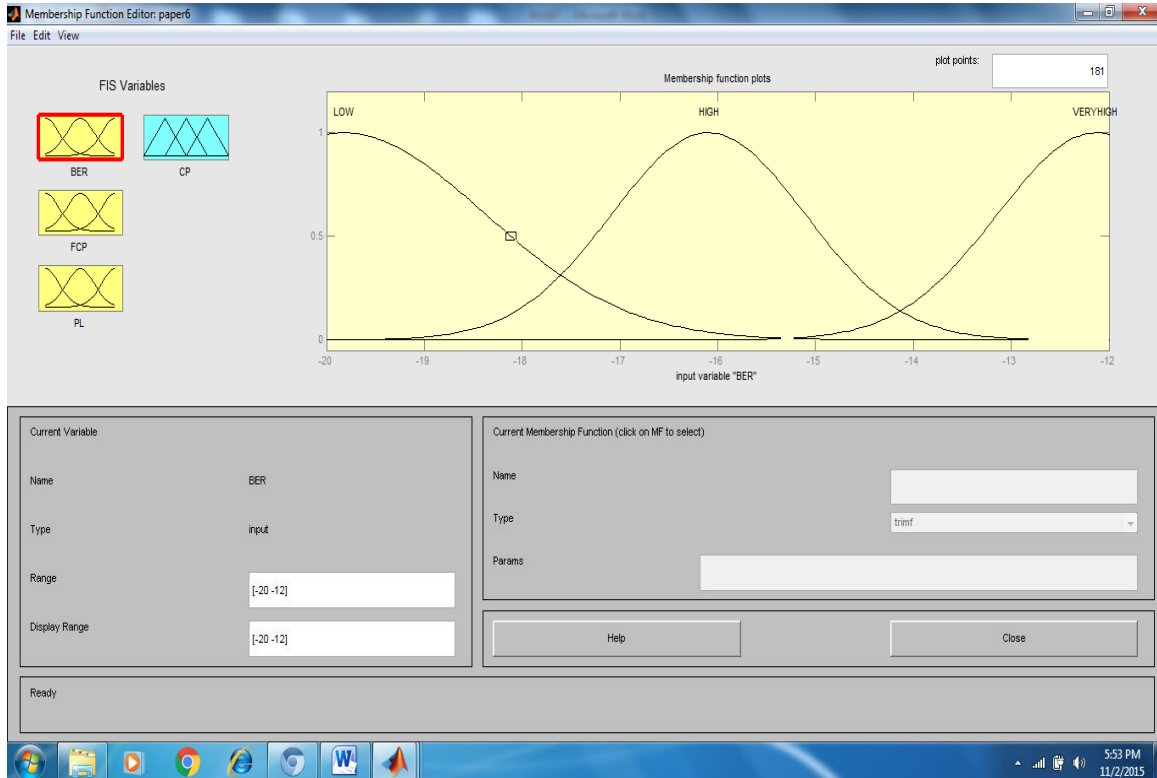 Membership Function Editor: paper6
File Edit View
FIS Variables
BER
CP
FCP
PL
plot points:
181
Membership function plots
LOW
HIGH
VERYHIGH
1
0.5
0
-20 -19 -18 -17 -16 -15 -14 -13 -12
input variable "BER"
Current Variable
Name BER
Type input
Range [-20 -12]
Display Range [-20 -12]
Current Membership Function (click on MF to select)
Name
Type trimf
Params
Help
Close
Ready
5:53 PM
11/2/2015